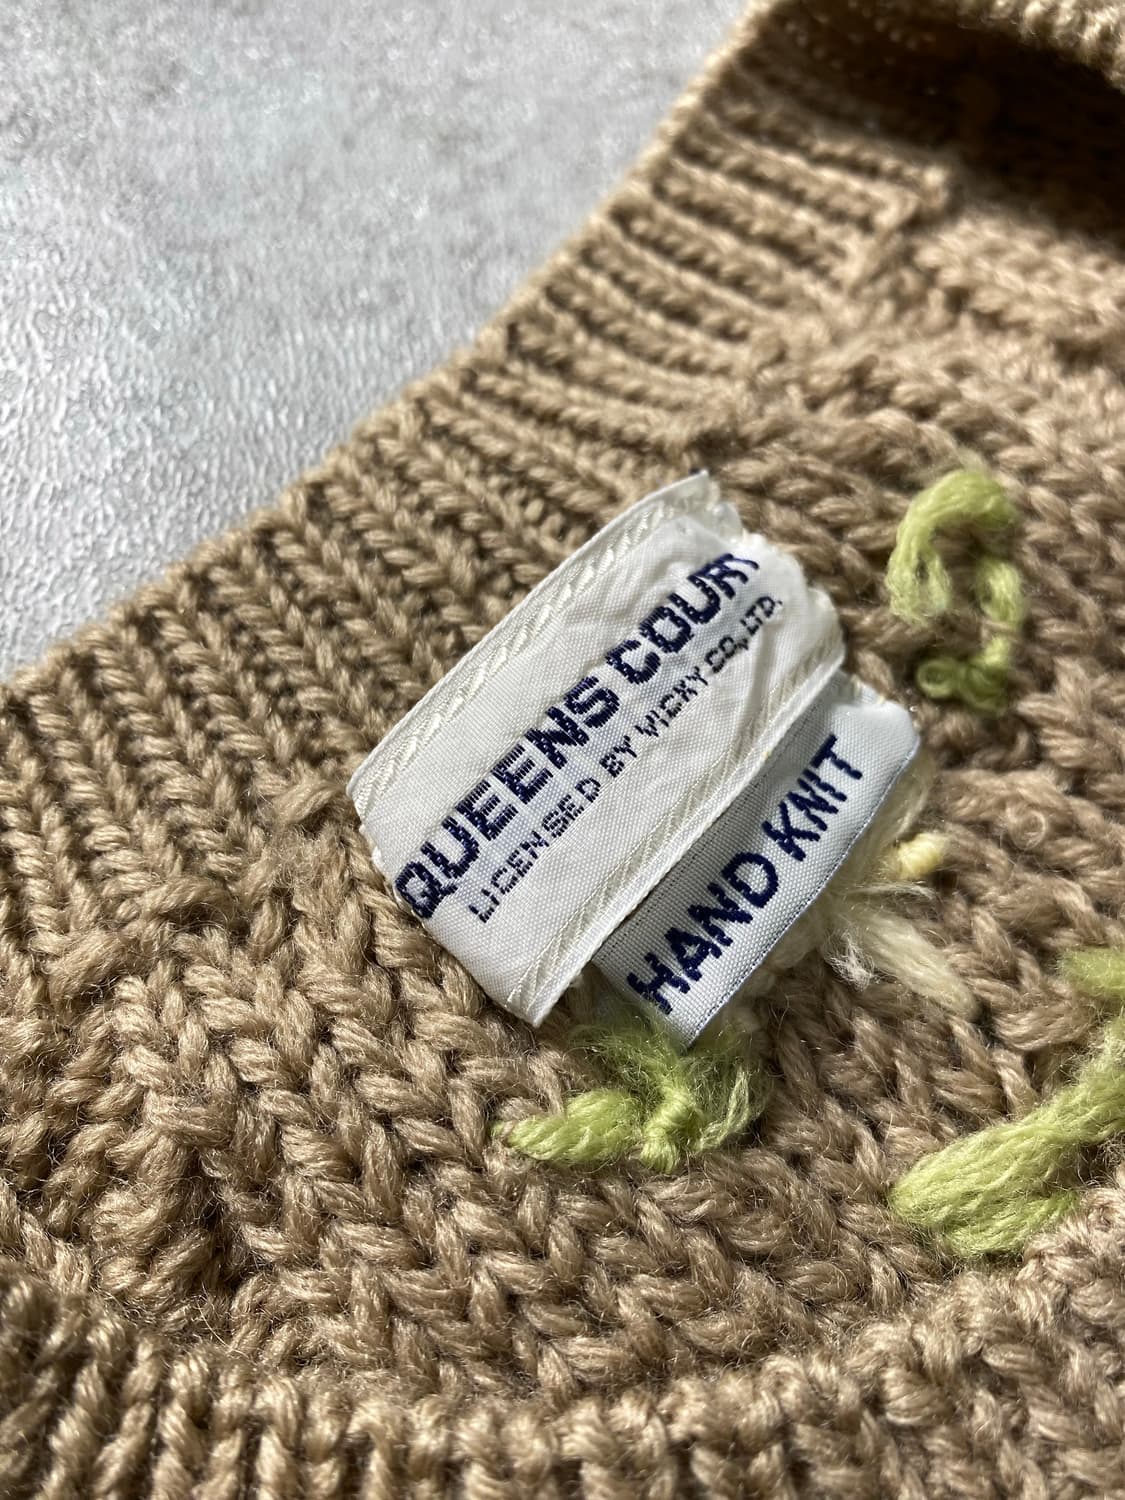 QUEENS COURT
LICENSED BY VICKY CO., LTD.
HAND KNIT